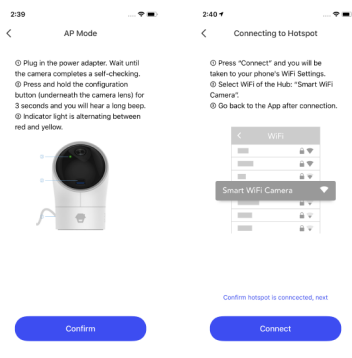 2:39
AP Mode
① Plug in the power adapter. Wait until
the camera completes a self-checking.
② Press and hold the configuration
button (underneath the camera lens) for
3 seconds and you will hear a long beep.
③ Indicator light is alternating between
red and yellow.
Confirm
2:40
Connecting to Hotspot
① Press “Connect” and you will be
taken to your phone's WiFi Settings.
② Select WiFi of the Hub: “Smart WiFi
Camera”.
③ Go back to the App after connection.
WiFi
Smart WiFi Camera
Confirm hotspot is conncected, next
Connect